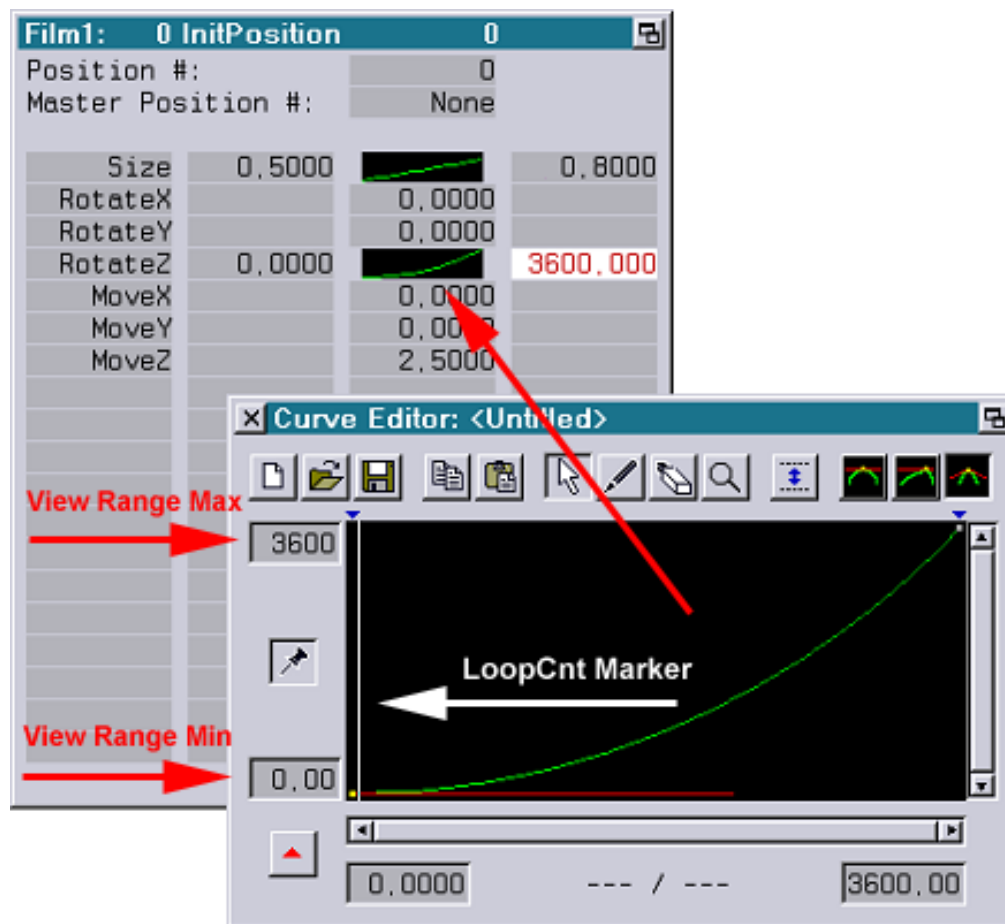 Film1: 0 InitPosition 0
Position #: 0
Master Position #: None
Size 0,5000 0,8000
RotateX 0,0000
RotateY 0,0000
RotateZ 0,0000 3600,000
MoveX 0,0000
MoveY 0,0000
MoveZ 2,5000
Curve Editor: <Untitled>
View Range Max
3600
LoopCnt Marker
View Range Min
0,00
0,0000 --- / --- 3600,00